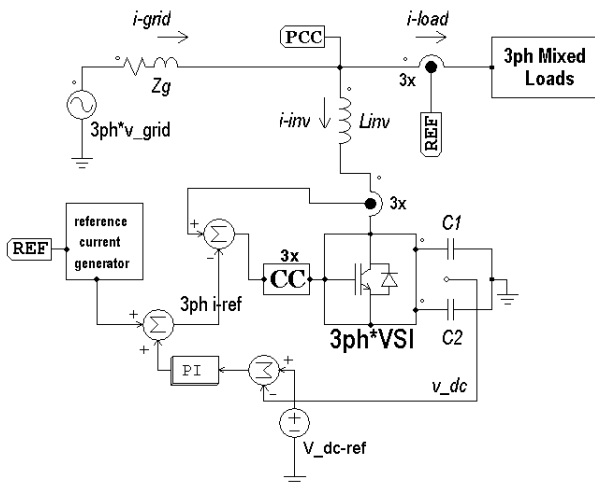 i-grid
PCC
i-load
Zg
3x
3ph Mixed
Loads
3ph*v_grid
i-inv
Linv
REF
3x
reference
current
generator
REF
+
-
Σ
3x
CC
C1
3ph i-ref
+
+
Σ
3ph*VSI
C2
PI
Σ
+
-
v_dc
+
-
V_dc-ref